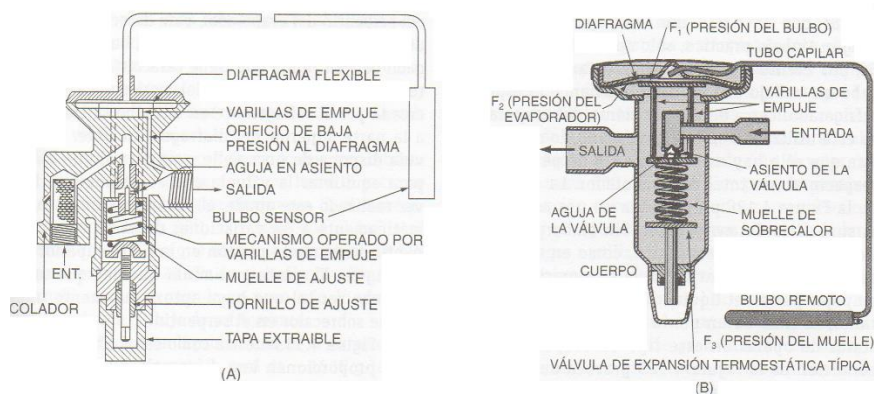 DIAFRAGMA FLEXIBLE
VARILLAS DE EMPUJE
ORIFICIO DE BAJA
PRESIÓN AL DIAFRAGMA
AGUJA EN ASIENTO
SALIDA
BULBO SENSOR
MECANISMO OPERADO POR
VARILLAS DE EMPUJE
MUELLE DE AJUSTE
TORNILLO DE AJUSTE
TAPA EXTRAIBLE
ENT.
COLADOR
(A)
DIAFRAGMA
F1 (PRESIÓN DEL BULBO)
TUBO CAPILAR
F2 (PRESIÓN DEL
EVAPORADOR)
VARILLAS DE
EMPUJE
SALIDA
ENTRADA
ASIENTO DE LA
VÁLVULA
AGUJA DE
LA VÁLVULA
MUELLE DE
SOBRECALOR
CUERPO
BULBO REMOTO
F3 (PRESIÓN DEL MUELLE)
VÁLVULA DE EXPANSIÓN TERMOESTÁTICA TÍPICA
(B)